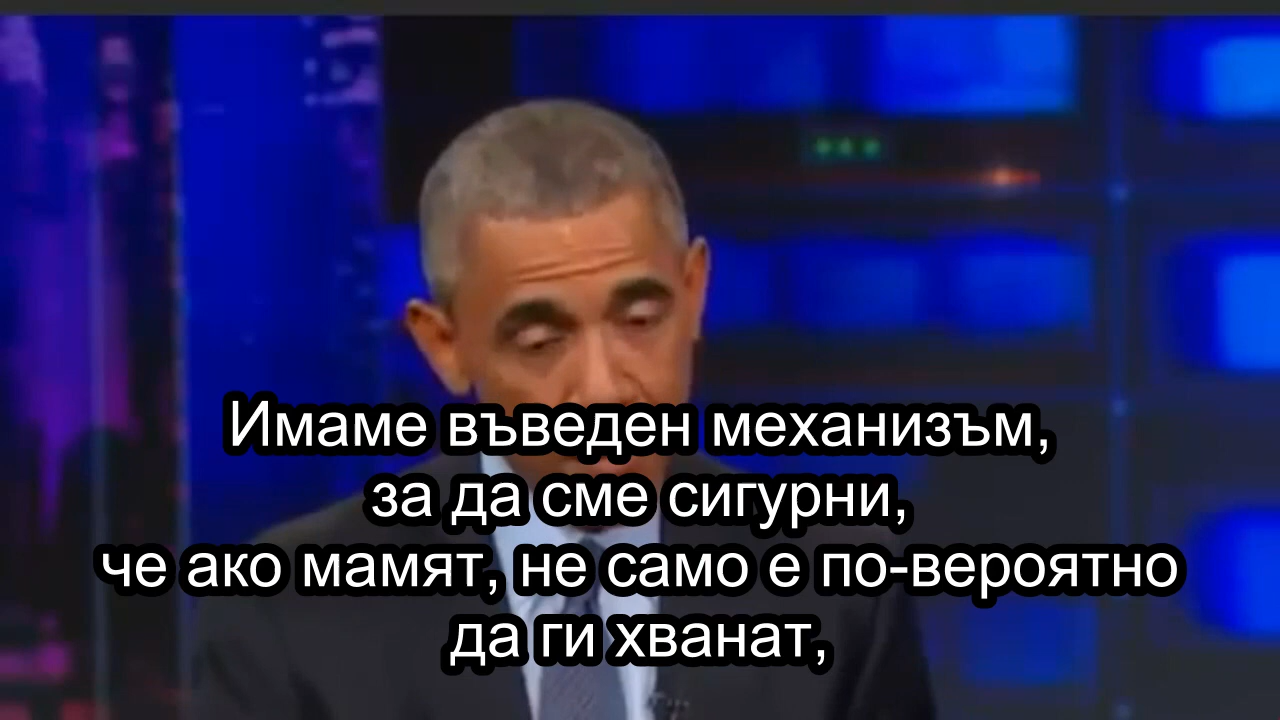 Имаме въведен механизъм,
за да сме сигурни,
че ако мамят, не само е по-вероятно
да ги хванат,